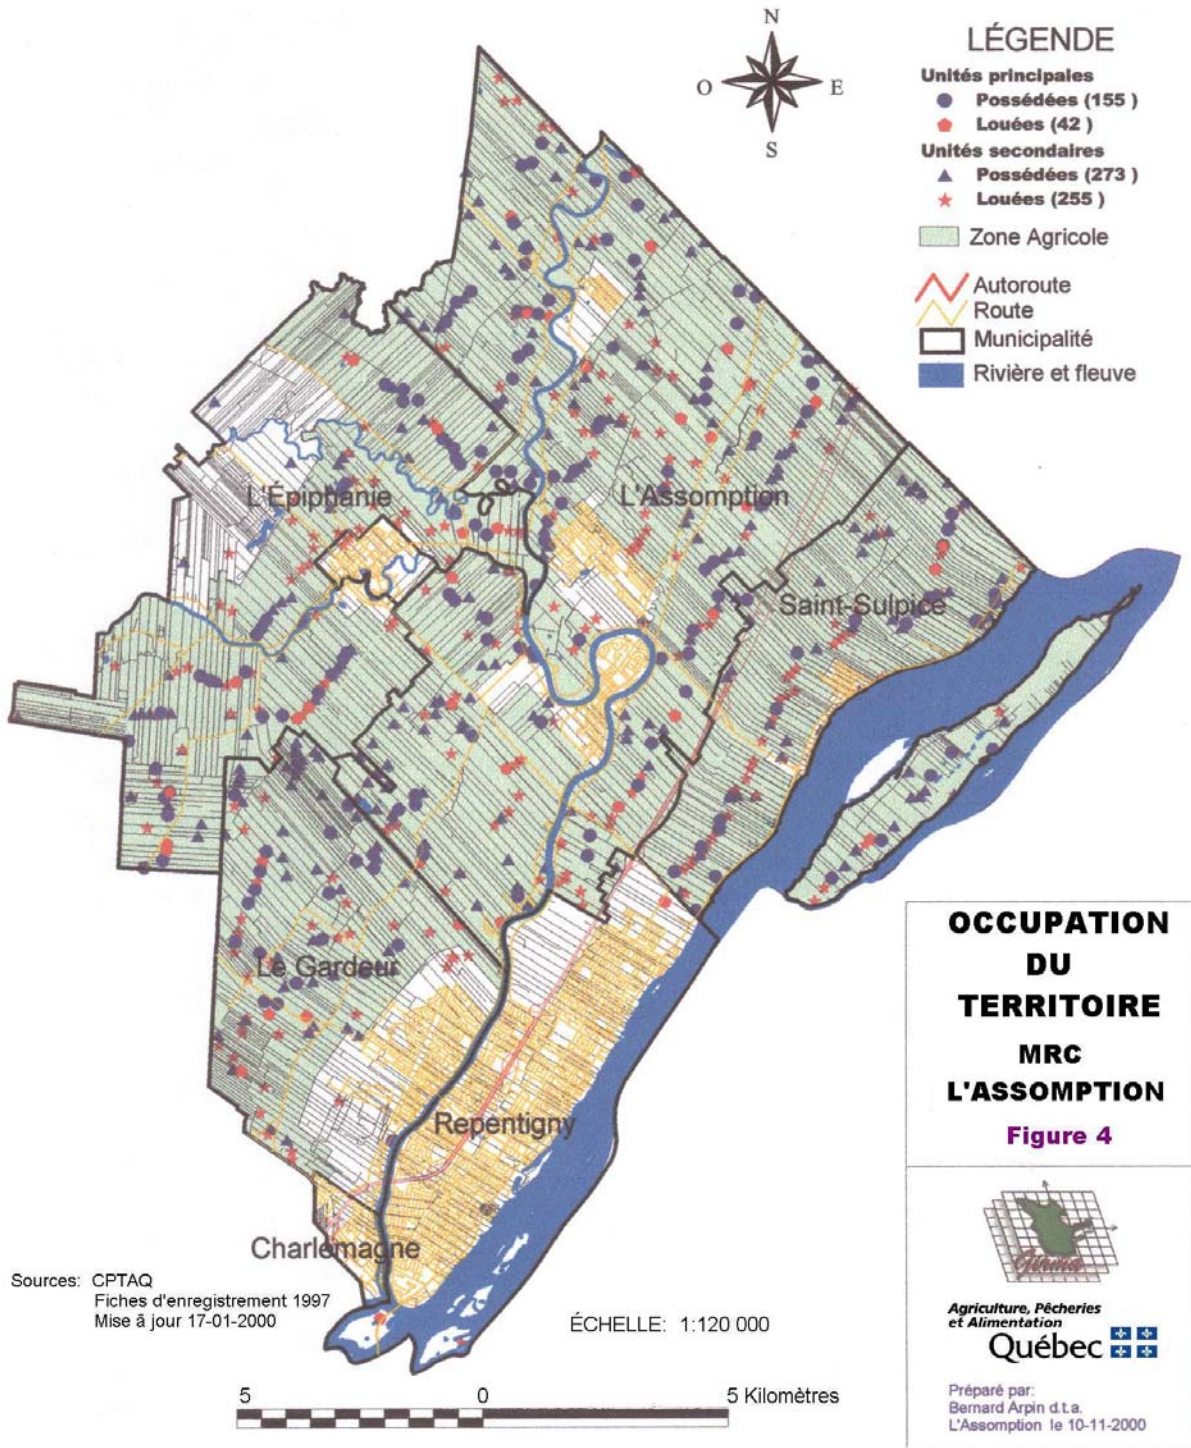 N
O
E
S
LÉGENDE
Unités principales
Possédées (155 )
Louées (42 )
Unités secondaires
Possédées (273 )
Louées (255 )
Zone Agricole
Autoroute
Route
Municipalité
Rivière et fleuve
L'Épiphanie
L'Assomption
Saint-Sulpice
Le Gardeur
Repentigny
Charlemagne
OCCUPATION
DU
TERRITOIRE
MRC
L'ASSOMPTION
Figure 4
Girma
Agriculture, Pêcheries
et Alimentation
Québec
Préparé par:
Bernard Arpin d.t.a.
L'Assomption le 10-11-2000
Sources: CPTAQ
Fiches d'enregistrement 1997
Mise à jour 17-01-2000
ÉCHELLE: 1:120 000
5 0 5 Kilomètres